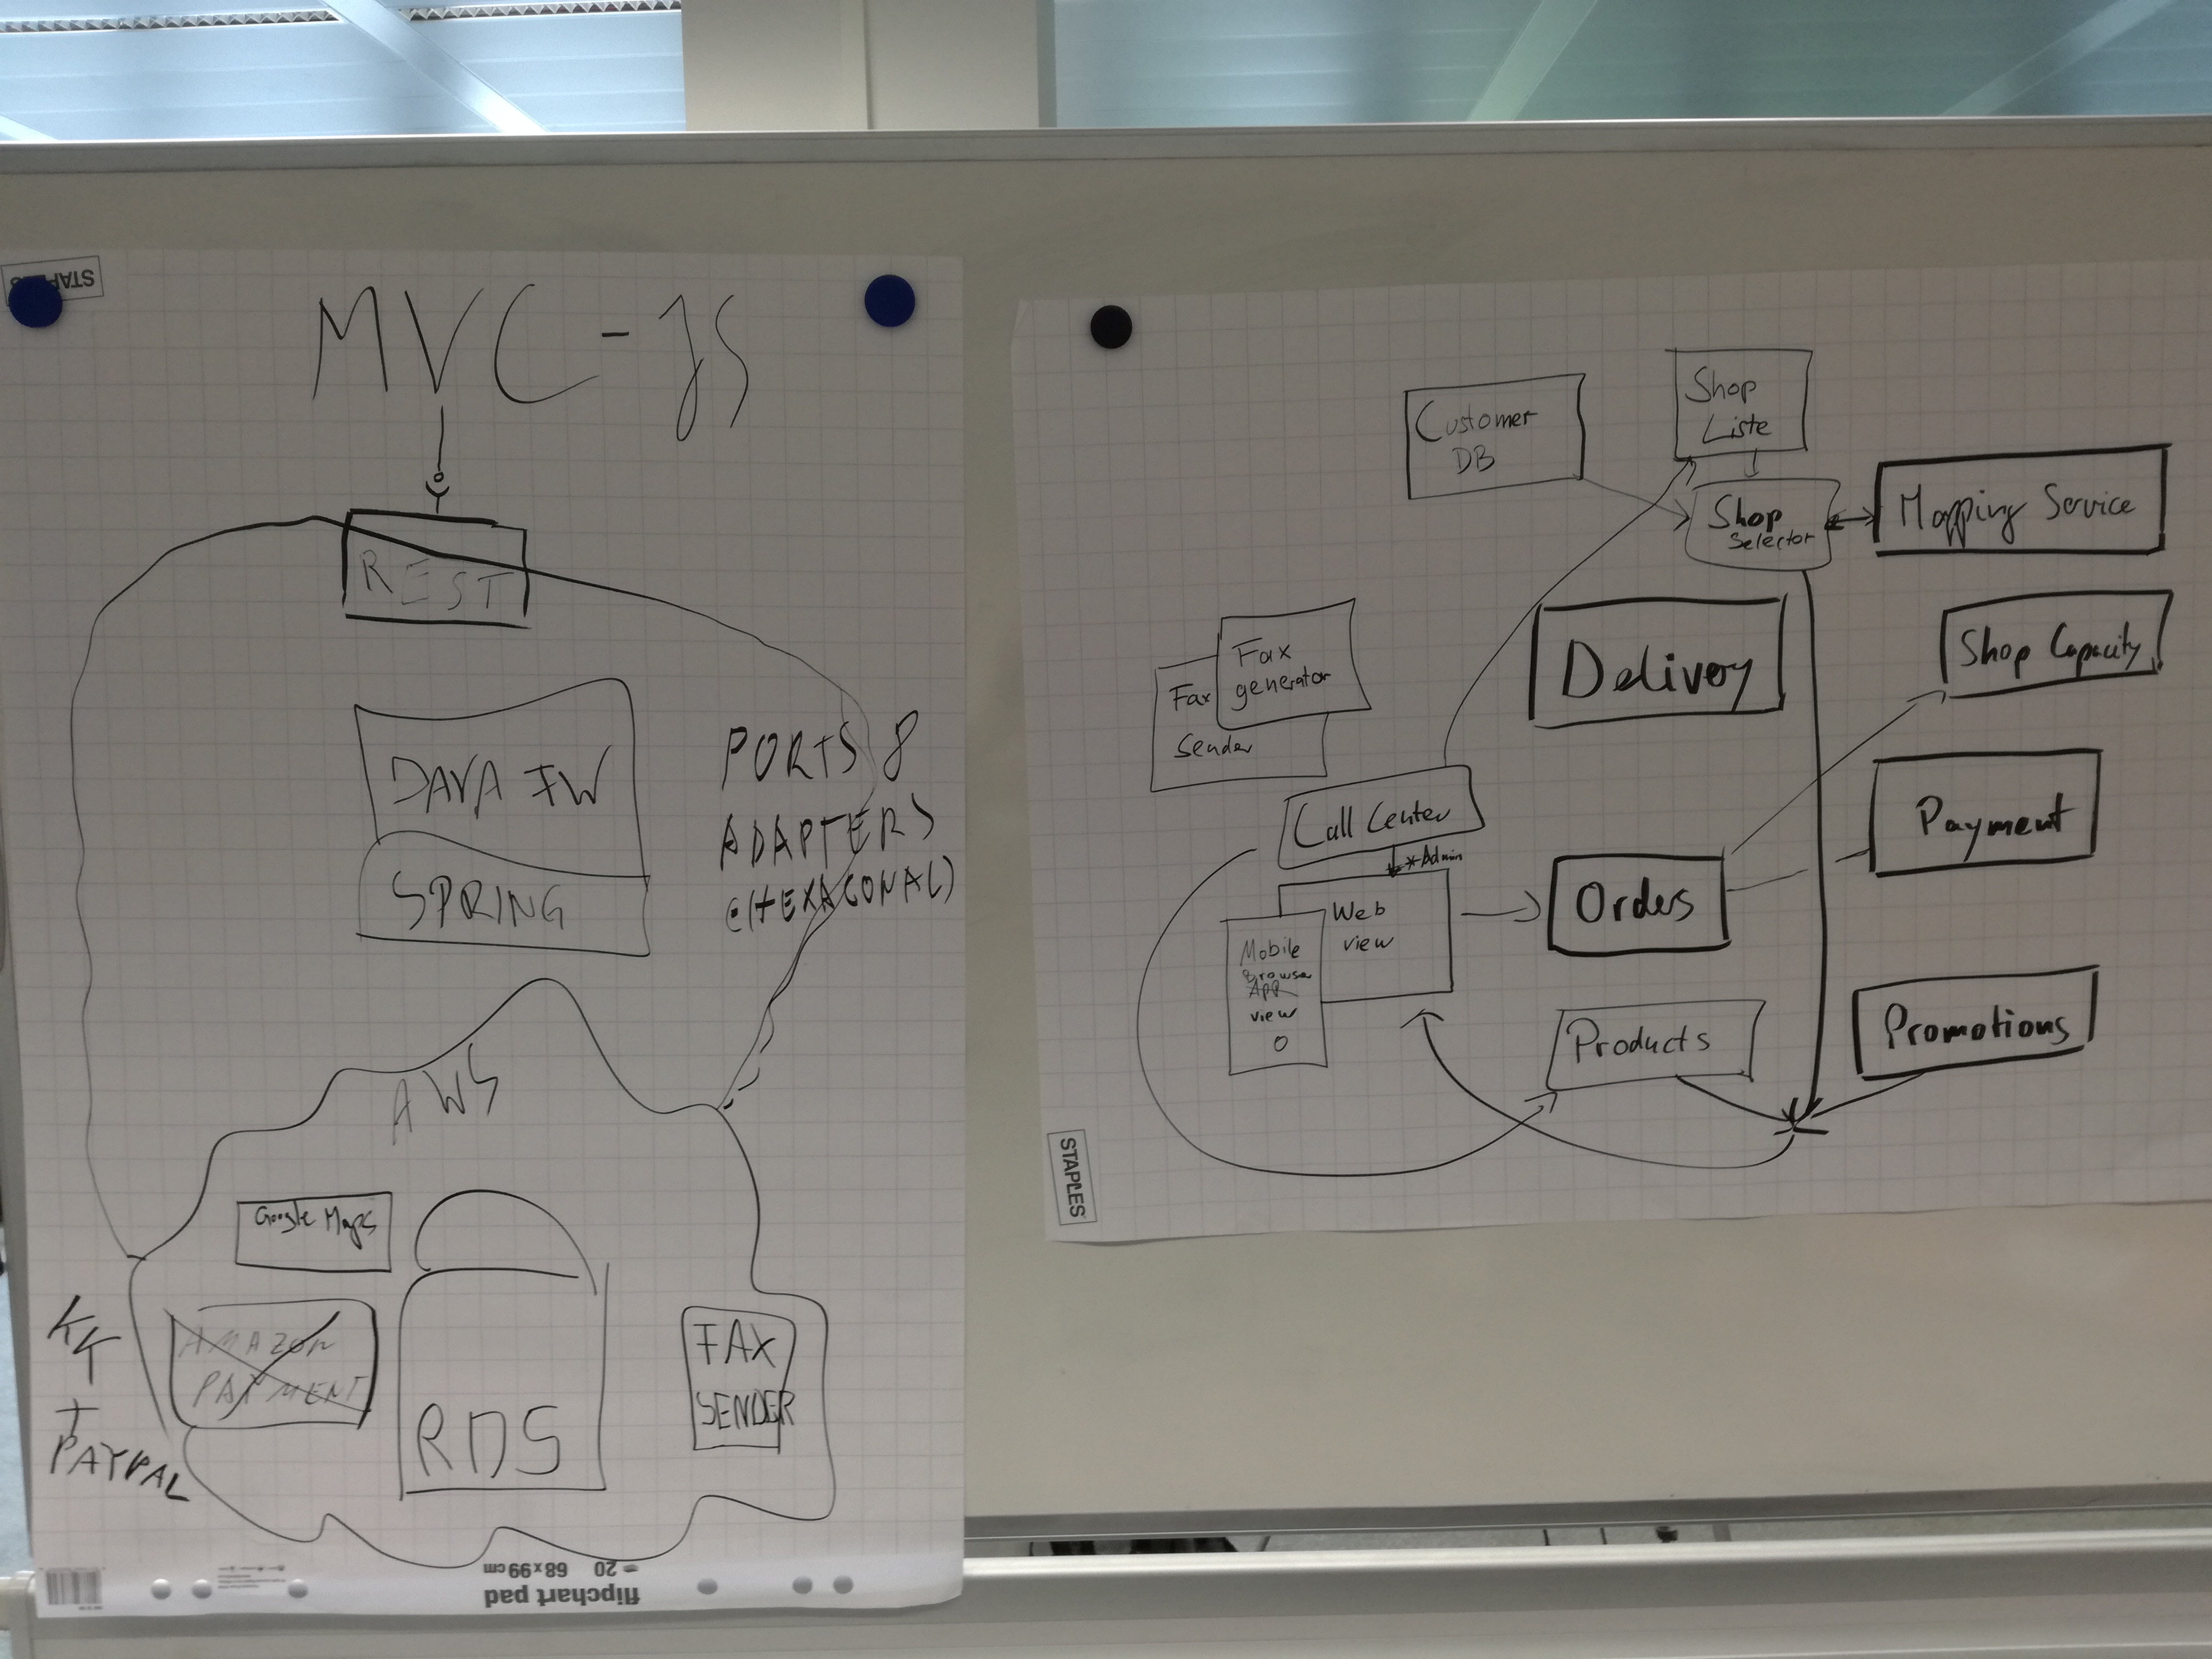 STAPLES
MVC-JS
REST
JAVA FW
SPRING
PORTS &
ADAPTERS
(HEXAGONAL)
AWS
Google Maps
AMAZON
PAYMENT
KK
+
PAYPAL
RDS
FAX
SENDER
20 68x99cm
flipchart pad
Customer
DB
Shop
Liste
Shop
Selector
Mapping Service
Fax
generator
Fax
Sender
Delivery
Shop Capacity
Call Center
*Admin
Web
view
Mobile
Browser
App
view
Orders
Payment
Products
Promotions
STAPLES